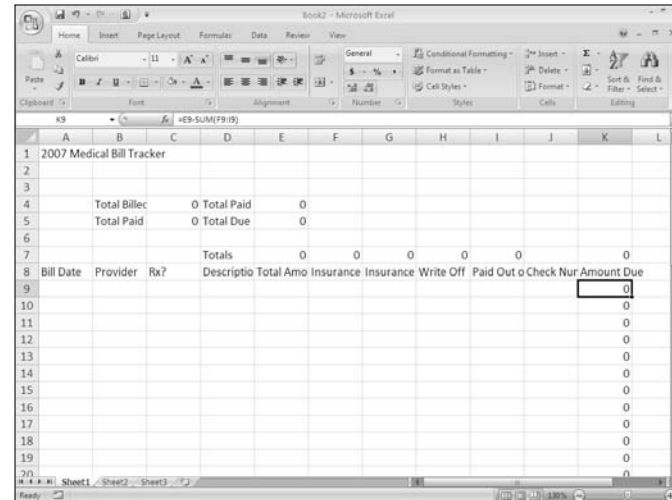 Book2 - Microsoft Excel
Home Insert Page Layout Formulas Data Review View
Paste Calibri 11 A A General Conditional Formatting Insert Σ
B I U A $ % , Format as Table Delete Sort & Find &
Cell Styles Format Filter Select
Clipboard Font Alignment Number Styles Cells Editing
K9 fx =E9-SUM(F9:I9)
A B C D E F G H I J K L
1 2007 Medical Bill Tracker
2
3
4 Total Billec 0 Total Paid 0
5 Total Paid 0 Total Due 0
6
7 Totals 0 0 0 0 0 0
8 Bill Date Provider Rx? Descriptio Total Amo Insurance Insurance Write Off Paid Out o Check Nur Amount Due
9 0
10 0
11 0
12 0
13 0
14 0
15 0
16 0
17 0
18 0
19 0
20 0
Sheet1 Sheet2 Sheet3
Ready 130%